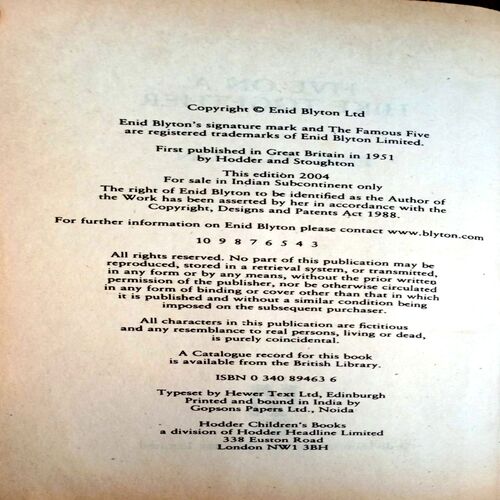 Copyright © Enid Blyton Ltd
Enid Blyton's signature mark and The Famous Five
are registered trademarks of Enid Blyton Limited.
First published in Great Britain in 1951
by Hodder and Stoughton
This edition 2004
For sale in Indian Subcontinent only
The right of Enid Blyton to be identified as the Author of
the Work has been asserted by her in accordance with the
Copyright, Designs and Patents Act 1988.
For further information on Enid Blyton please contact www.blyton.com
10 9 8 7 6 5 4 3
All rights reserved. No part of this publication may be
reproduced, stored in a retrieval system, or transmitted,
in any form or by any means, without the prior written
permission of the publisher, nor be otherwise circulated
in any form of binding or cover other than that in which
it is published and without a similar condition being
imposed on the subsequent purchaser.
All characters in this publication are fictitious
and any resemblance to real persons, living or dead,
is purely coincidental.
A Catalogue record for this book
is available from the British Library.
ISBN 0 340 89463 6
Typeset by Hewer Text Ltd, Edinburgh
Printed and bound in India by
Gopsons Papers Ltd., Noida
Hodder Children's Books
a division of Hodder Headline Limited
338 Euston Road
London NW1 3BH